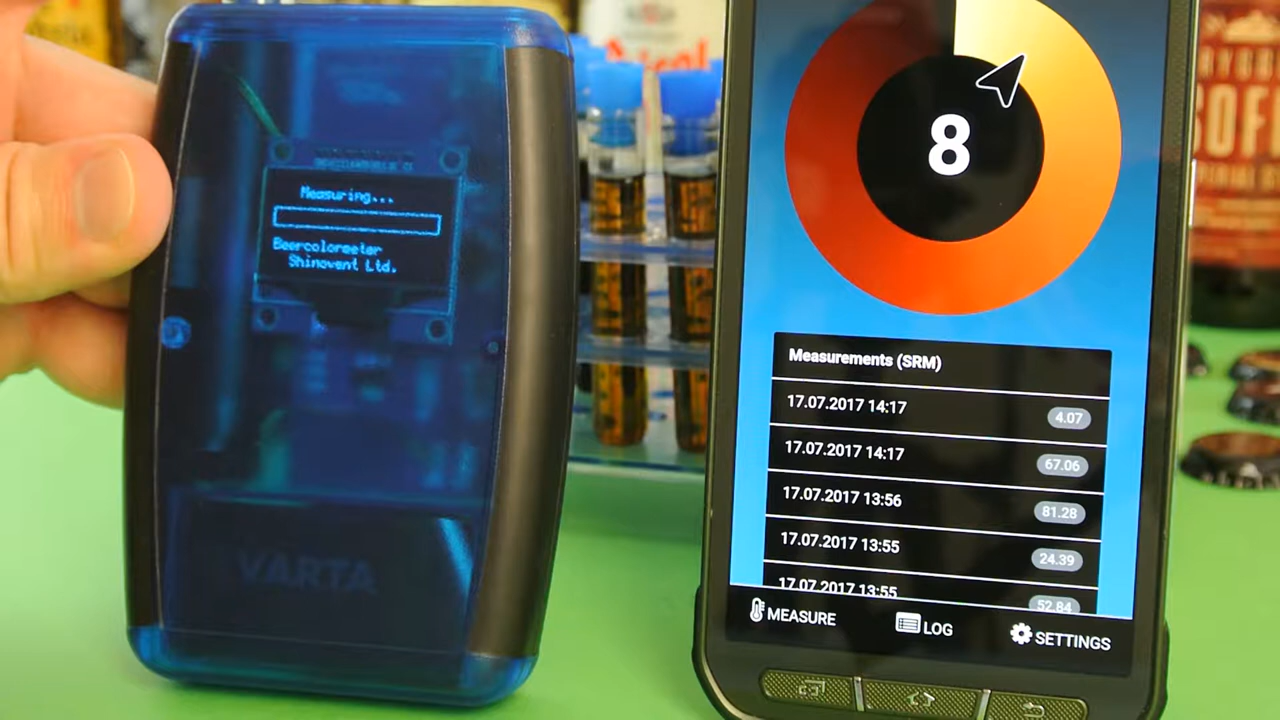 Measuring...
Beercolormeter
Shinowent Ltd.
VARTA
8
Measurements (SRM)
17.07.2017 14:17
4.07
17.07.2017 14:17
67.06
17.07.2017 13:56
81.28
17.07.2017 13:55
24.39
17.07.2017 13:55
52.84
MEASURE
LOG
SETTINGS